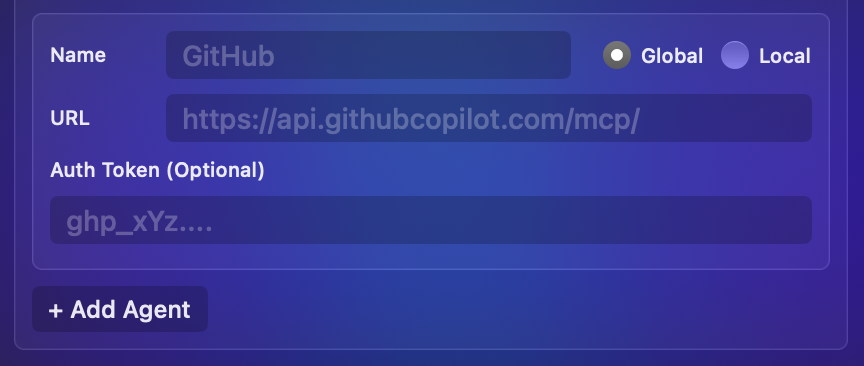 Name GitHub Global Local
URL https://api.githubcopilot.com/mcp/
Auth Token (Optional)
ghp_xYz....
+ Add Agent